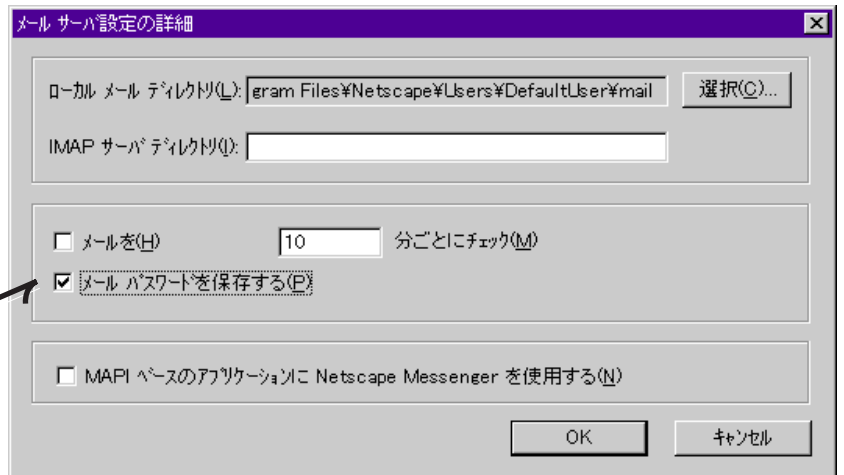 ﾒｰﾙ ｻｰﾊﾞ設定の詳細
ﾛｰｶﾙ ﾒｰﾙ ﾃﾞｨﾚｸﾄﾘ(L): gram Files¥Netscape¥Users¥DefaultUser¥mail 選択(C)...
IMAP ｻｰﾊﾞ ﾃﾞｨﾚｸﾄﾘ(I):
ﾒｰﾙを(H) 10 分ごとにﾁｪｯｸ(M)
ﾒｰﾙ ﾊﾟｽﾜｰﾄﾞを保存する(P)
MAPI ﾍﾞｰｽのｱﾌﾟﾘｹｰｼｮﾝに Netscape Messenger を使用する(N)
OK ｷｬﾝｾﾙ